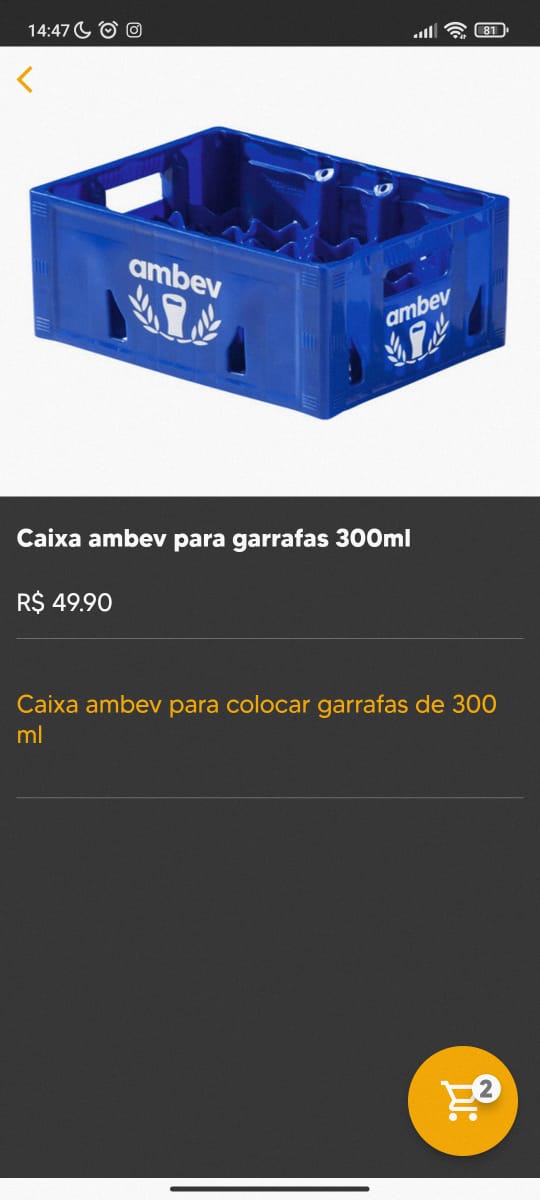 14:47
81
ambev
ambev
Caixa ambev para garrafas 300ml
R$ 49.90
Caixa ambev para colocar garrafas de 300
ml
2